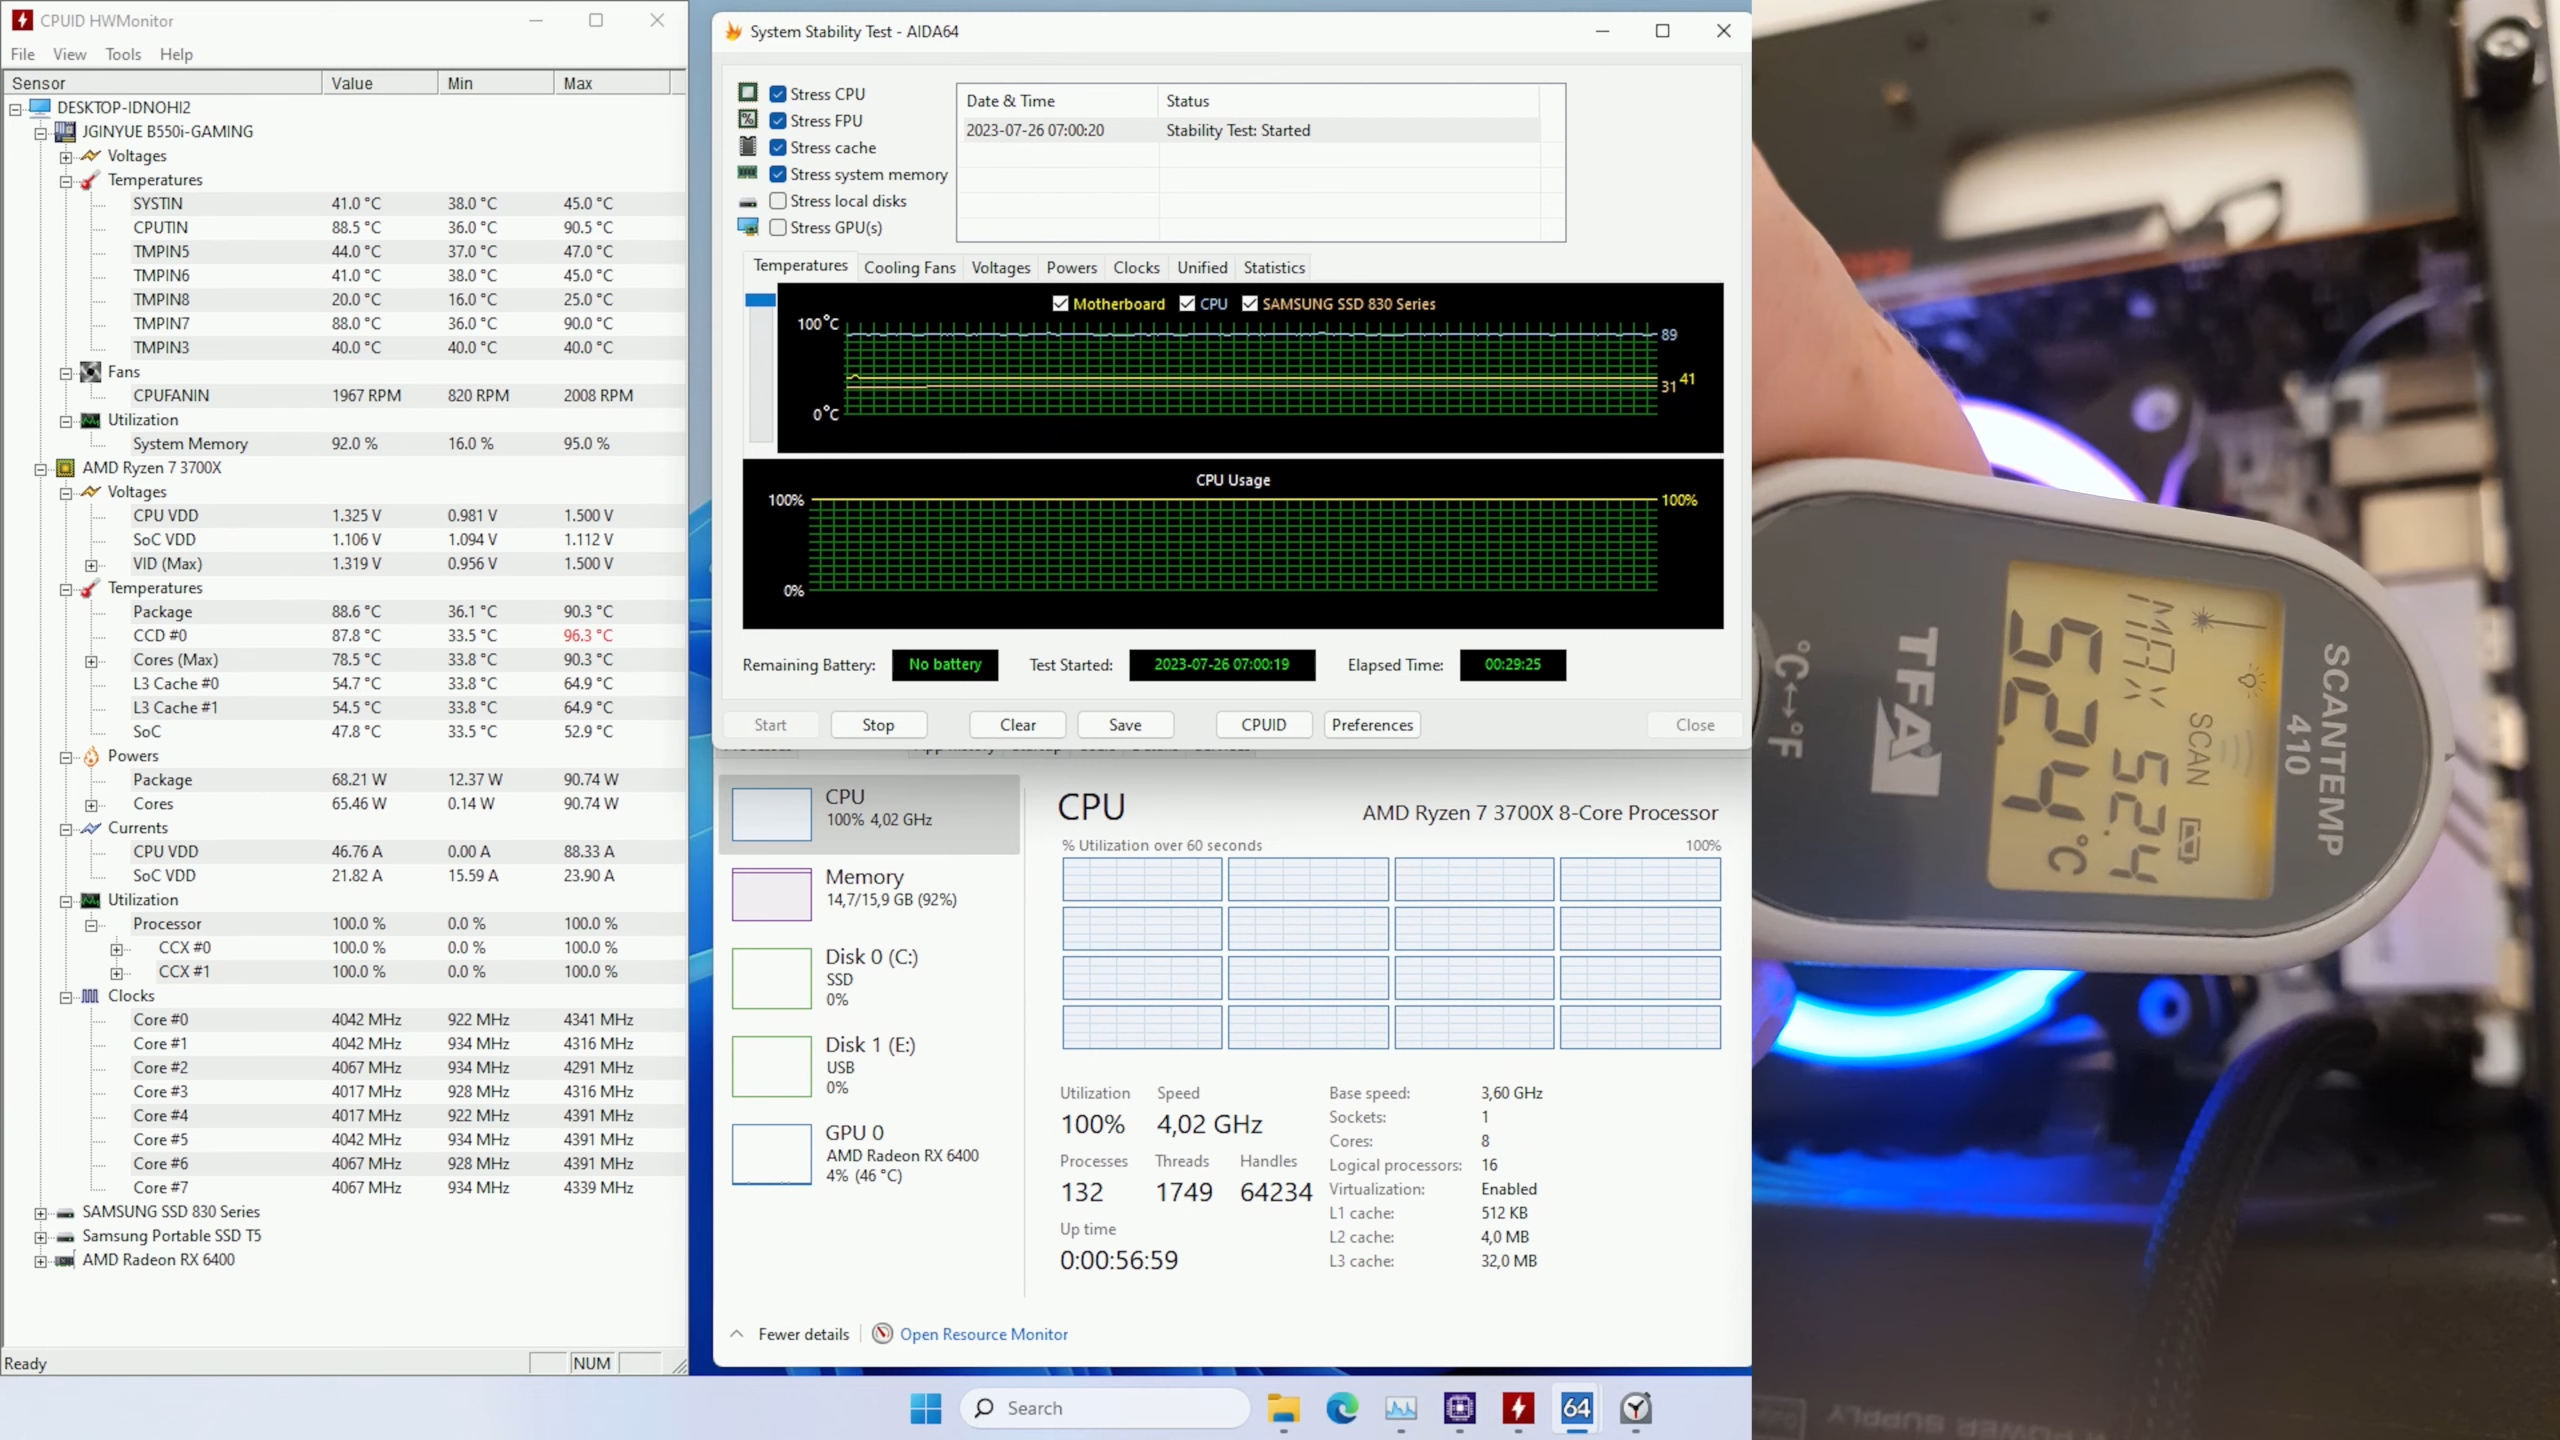 CPUID HWMonitor
File View Tools Help
Sensor Value Min Max
DESKTOP-IDNOHI2
JGINYUE B550i-GAMING
Voltages
Temperatures
SYSTIN 41.0 °C 38.0 °C 45.0 °C
CPUTIN 88.5 °C 36.0 °C 90.5 °C
TMPIN5 44.0 °C 37.0 °C 47.0 °C
TMPIN6 41.0 °C 38.0 °C 45.0 °C
TMPIN8 20.0 °C 16.0 °C 25.0 °C
TMPIN7 88.0 °C 36.0 °C 90.0 °C
TMPIN3 40.0 °C 40.0 °C 40.0 °C
Fans
CPUFANIN 1967 RPM 820 RPM 2008 RPM
Utilization
System Memory 92.0 % 16.0 % 95.0 %
AMD Ryzen 7 3700X
Voltages
CPU VDD 1.325 V 0.981 V 1.500 V
SoC VDD 1.106 V 1.094 V 1.112 V
VID (Max) 1.319 V 0.956 V 1.500 V
Temperatures
Package 88.6 °C 36.1 °C 90.3 °C
CCD #0 87.8 °C 33.5 °C 96.3 °C
Cores (Max) 78.5 °C 33.8 °C 90.3 °C
L3 Cache #0 54.7 °C 33.8 °C 64.9 °C
L3 Cache #1 54.5 °C 33.8 °C 64.9 °C
SoC 47.8 °C 33.5 °C 52.9 °C
Powers
Package 68.21 W 12.37 W 90.74 W
Cores 65.46 W 0.14 W 90.74 W
Currents
CPU VDD 46.76 A 0.00 A 88.33 A
SoC VDD 21.82 A 15.59 A 23.90 A
Utilization
Processor 100.0 % 0.0 % 100.0 %
CCX #0 100.0 % 0.0 % 100.0 %
CCX #1 100.0 % 0.0 % 100.0 %
Clocks
Core #0 4042 MHz 922 MHz 4341 MHz
Core #1 4042 MHz 934 MHz 4316 MHz
Core #2 4067 MHz 934 MHz 4291 MHz
Core #3 4017 MHz 928 MHz 4316 MHz
Core #4 4017 MHz 922 MHz 4391 MHz
Core #5 4042 MHz 934 MHz 4391 MHz
Core #6 4067 MHz 928 MHz 4391 MHz
Core #7 4067 MHz 934 MHz 4339 MHz
SAMSUNG SSD 830 Series
Samsung Portable SSD T5
AMD Radeon RX 6400
Ready NUM
System Stability Test - AIDA64
Stress CPU
Stress FPU
Stress cache
Stress system memory
Stress local disks
Stress GPU(s)
Date & Time Status
2023-07-26 07:00:20 Stability Test: Started
Temperatures Cooling Fans Voltages Powers Clocks Unified Statistics
Motherboard CPU SAMSUNG SSD 830 Series
100°C 89
31 41
0°C
CPU Usage
100% 100%
0%
Remaining Battery: No battery Test Started: 2023-07-26 07:00:19 Elapsed Time: 00:29:25
Start Stop Clear Save CPUID Preferences Close
CPU
100% 4,02 GHz
Memory
14,7/15,9 GB (92%)
Disk 0 (C:)
SSD
0%
Disk 1 (E:)
USB
0%
GPU 0
AMD Radeon RX 6400
4% (46 °C)
CPU AMD Ryzen 7 3700X 8-Core Processor
% Utilization over 60 seconds 100%
Utilization Speed
100% 4,02 GHz
Processes Threads Handles
132 1749 64234
Up time
0:00:56:59
Base speed: 3,60 GHz
Sockets: 1
Cores: 8
Logical processors: 16
Virtualization: Enabled
L1 cache: 512 KB
L2 cache: 4,0 MB
L3 cache: 32,0 MB
Fewer details Open Resource Monitor
Search
64
SCANTEMP
410
SCAN
MAX 52.4
52.4 °C
TFA
°C↔°F
POWER SUPPLY